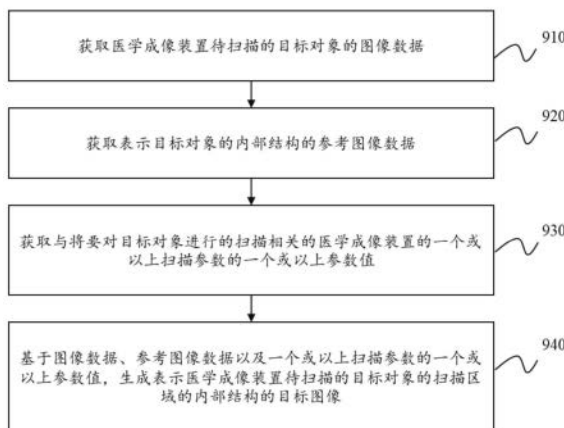 获取医学成像装置待扫描的目标对象的图像数据
910
获取表示目标对象的内部结构的参考图像数据
920
获取与将要对目标对象进行的扫描相关的医学成像装置的一个或
以上扫描参数的一个或以上参数值
930
基于图像数据、参考图像数据以及一个或以上扫描参数的一个或
以上参数值，生成表示医学成像装置待扫描的目标对象的扫描区
域的内部结构的目标图像
940